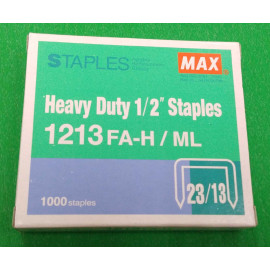 STAPLES
MAX
Heavy Duty 1/2" Staples
1213 FA-H / ML
1000 staples
23/13